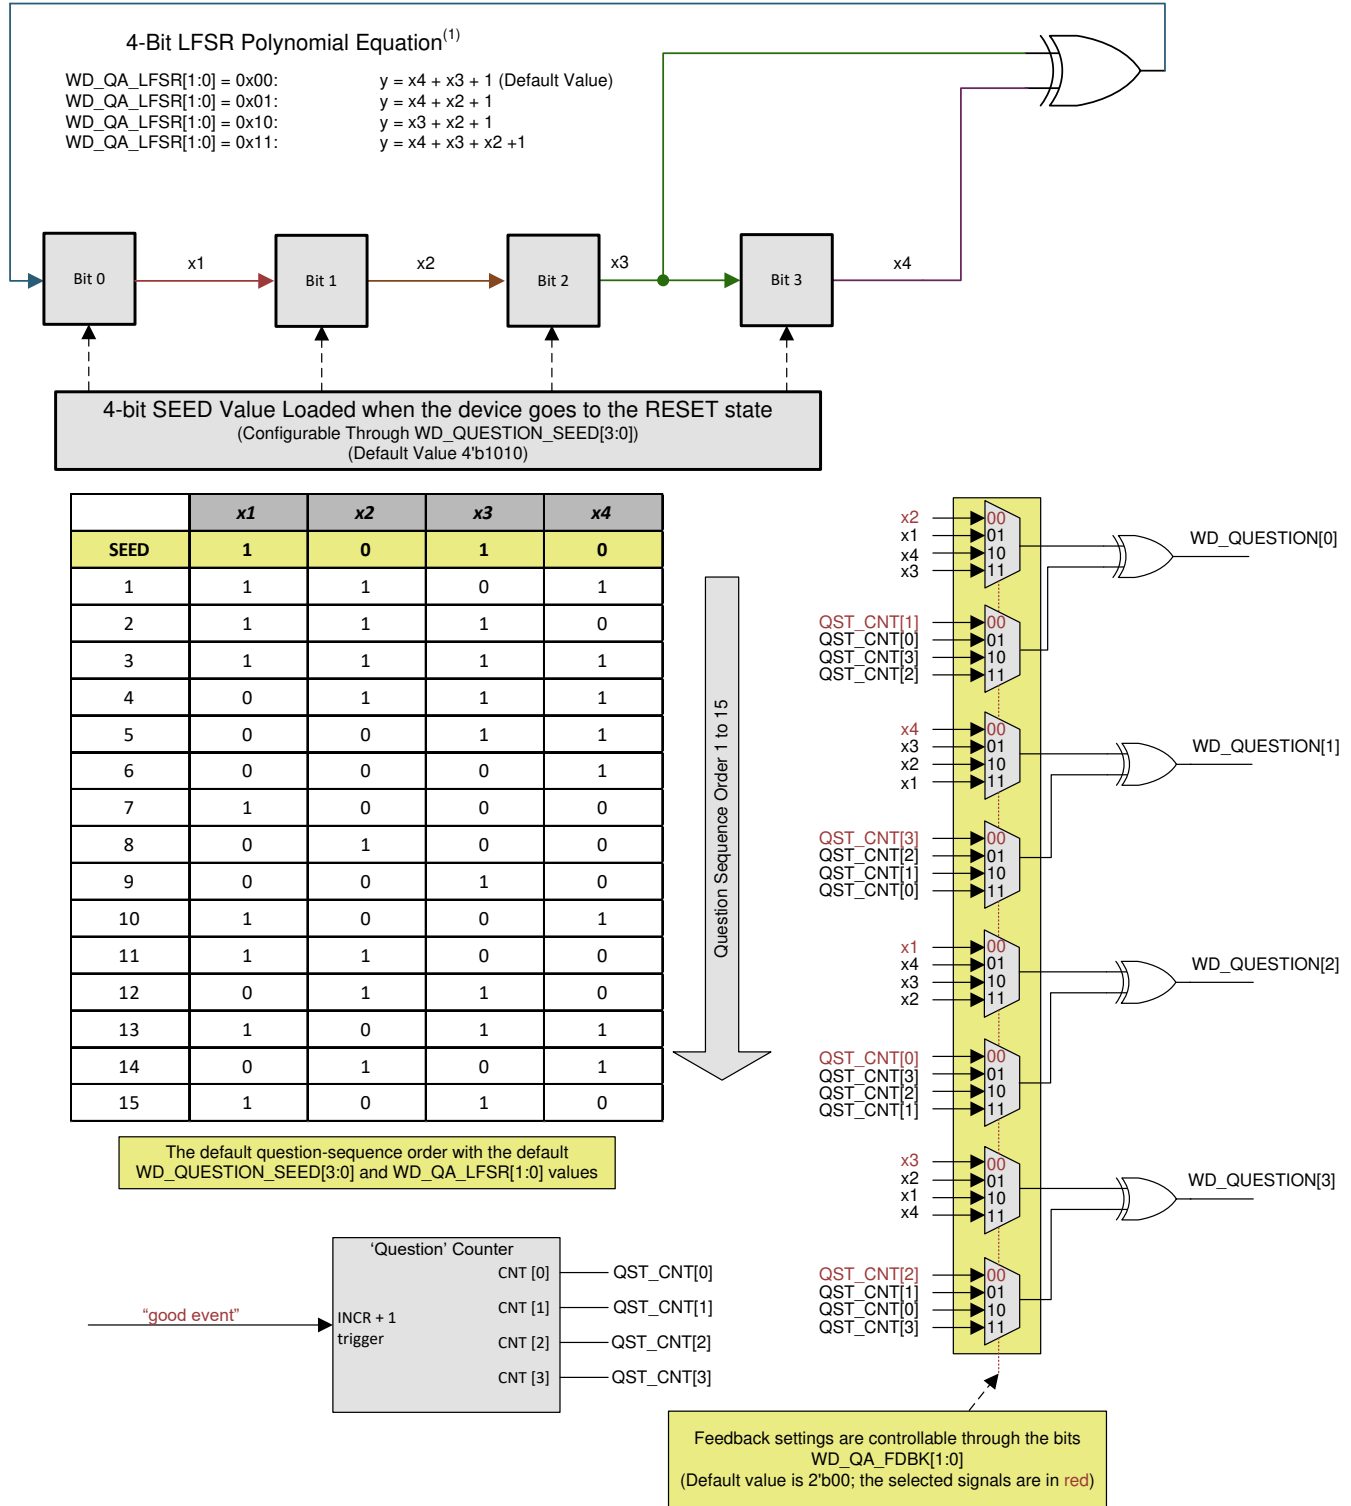 4-Bit LFSR Polynomial Equation(1)
WD_QA_LFSR[1:0] = 0x00: y = x4 + x3 + 1 (Default Value)
WD_QA_LFSR[1:0] = 0x01: y = x4 + x2 + 1
WD_QA_LFSR[1:0] = 0x10: y = x3 + x2 + 1
WD_QA_LFSR[1:0] = 0x11: y = x4 + x3 + x2 +1
Bit 0 x1 Bit 1 x2 Bit 2 x3 Bit 3 x4
4-bit SEED Value Loaded when the device goes to the RESET state
(Configurable Through WD_QUESTION_SEED[3:0])
(Default Value 4'b1010)
x1 x2 x3 x4
SEED 1 0 1 0
1 1 1 0 1
2 1 1 1 0
3 1 1 1 1
4 0 1 1 1
5 0 0 1 1
6 0 0 0 1
7 1 0 0 0
8 0 1 0 0
9 0 0 1 0
10 1 0 0 1
11 1 1 0 0
12 0 1 1 0
13 1 0 1 1
14 0 1 0 1
15 1 0 1 0
Question Sequence Order 1 to 15
The default question-sequence order with the default
WD_QUESTION_SEED[3:0] and WD_QA_LFSR[1:0] values
'Question' Counter
"good event"
INCR + 1
trigger
CNT [0] QST_CNT[0]
CNT [1] QST_CNT[1]
CNT [2] QST_CNT[2]
CNT [3] QST_CNT[3]
x2 00
x1 01
x4 10
x3 11
WD_QUESTION[0]
QST_CNT[1] 00
QST_CNT[0] 01
QST_CNT[3] 10
QST_CNT[2] 11
x4 00
x3 01
x2 10
x1 11
WD_QUESTION[1]
QST_CNT[3] 00
QST_CNT[2] 01
QST_CNT[1] 10
QST_CNT[0] 11
x1 00
x4 01
x3 10
x2 11
WD_QUESTION[2]
QST_CNT[0] 00
QST_CNT[3] 01
QST_CNT[2] 10
QST_CNT[1] 11
x3 00
x2 01
x1 10
x4 11
WD_QUESTION[3]
QST_CNT[2] 00
QST_CNT[1] 01
QST_CNT[0] 10
QST_CNT[3] 11
Feedback settings are controllable through the bits
WD_QA_FDBK[1:0]
(Default value is 2'b00; the selected signals are in red)